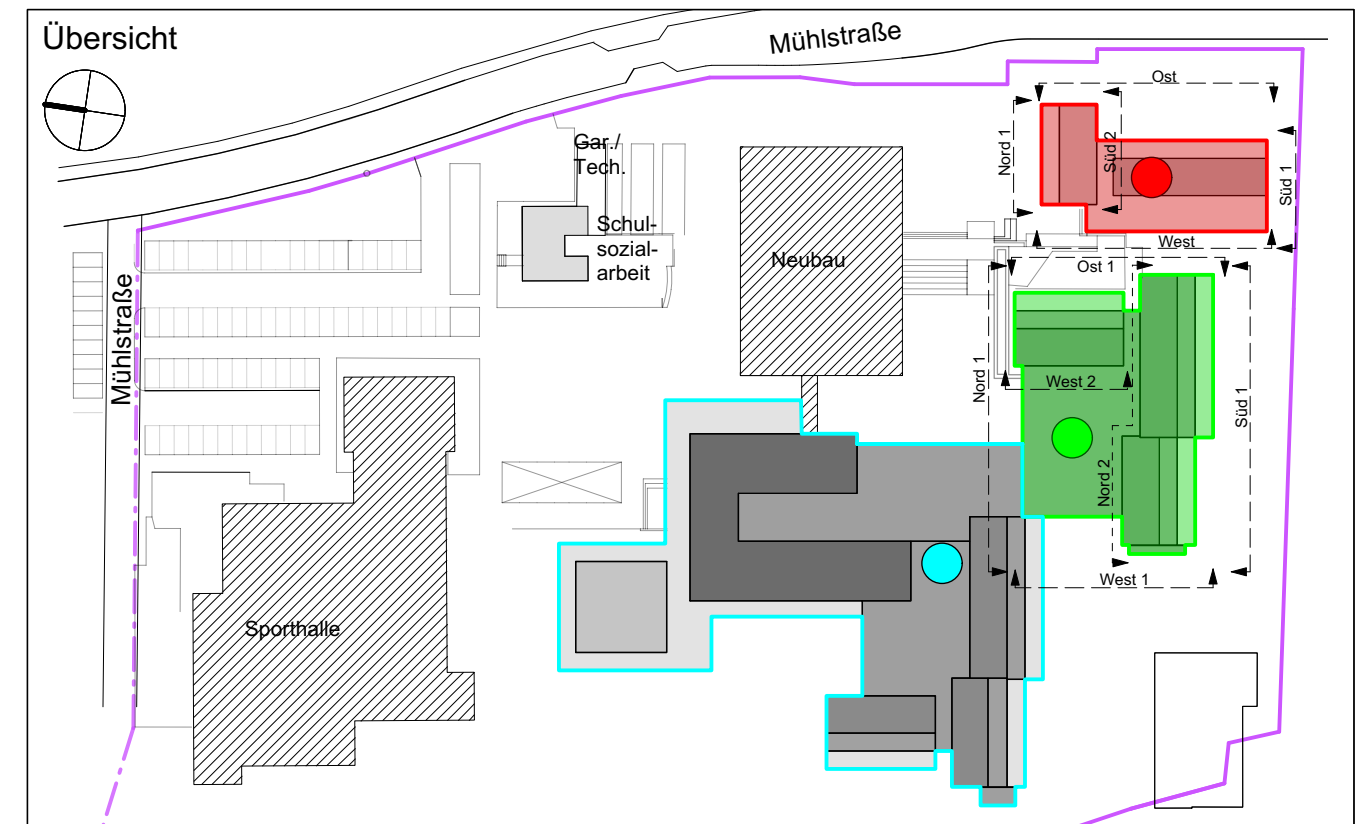 Übersicht
Mühlstraße
Ost
Nord 1
Süd 2
Süd 1
West
Gar./
Tech.
Schul-
sozial-
arbeit
Neubau
Mühlstraße
Ost 1
Nord 1
West 2
Süd 1
Nord 2
West 1
Sporthalle